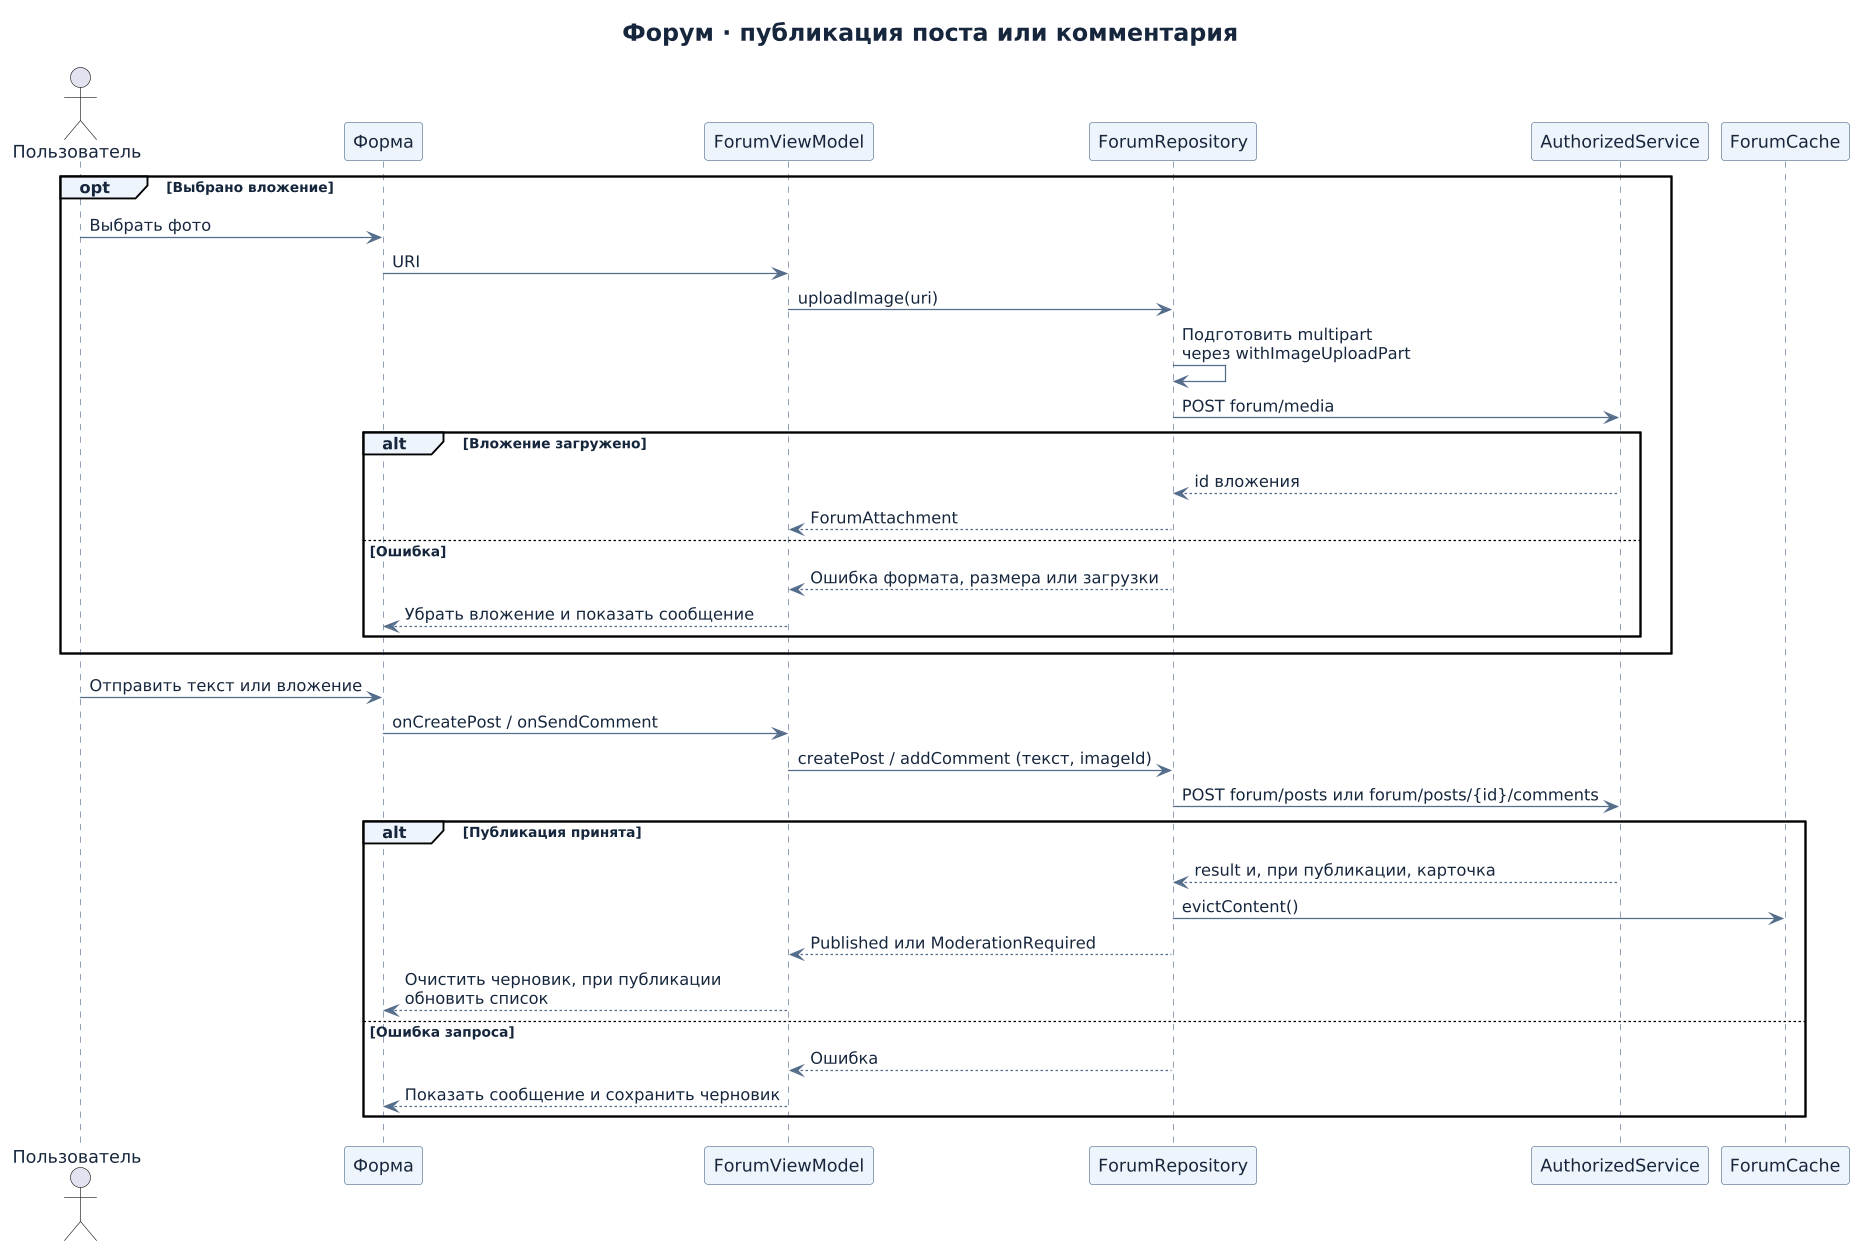 Форум · публикация поста или комментария
Пользователь
Форма
ForumViewModel
ForumRepository
AuthorizedService
ForumCache
opt
[Выбрано вложение]
Выбрать фото
URI
uploadImage(uri)
Подготовить multipart
через withImageUploadPart
POST forum/media
alt
[Вложение загружено]
id вложения
ForumAttachment
[Ошибка]
Ошибка формата, размера или загрузки
Убрать вложение и показать сообщение
Отправить текст или вложение
onCreatePost / onSendComment
createPost / addComment (текст, imageId)
POST forum/posts или forum/posts/{id}/comments
alt
[Публикация принята]
result и, при публикации, карточка
evictContent()
Published или ModerationRequired
Очистить черновик, при публикации
обновить список
[Ошибка запроса]
Ошибка
Показать сообщение и сохранить черновик
Пользователь
Форма
ForumViewModel
ForumRepository
AuthorizedService
ForumCache